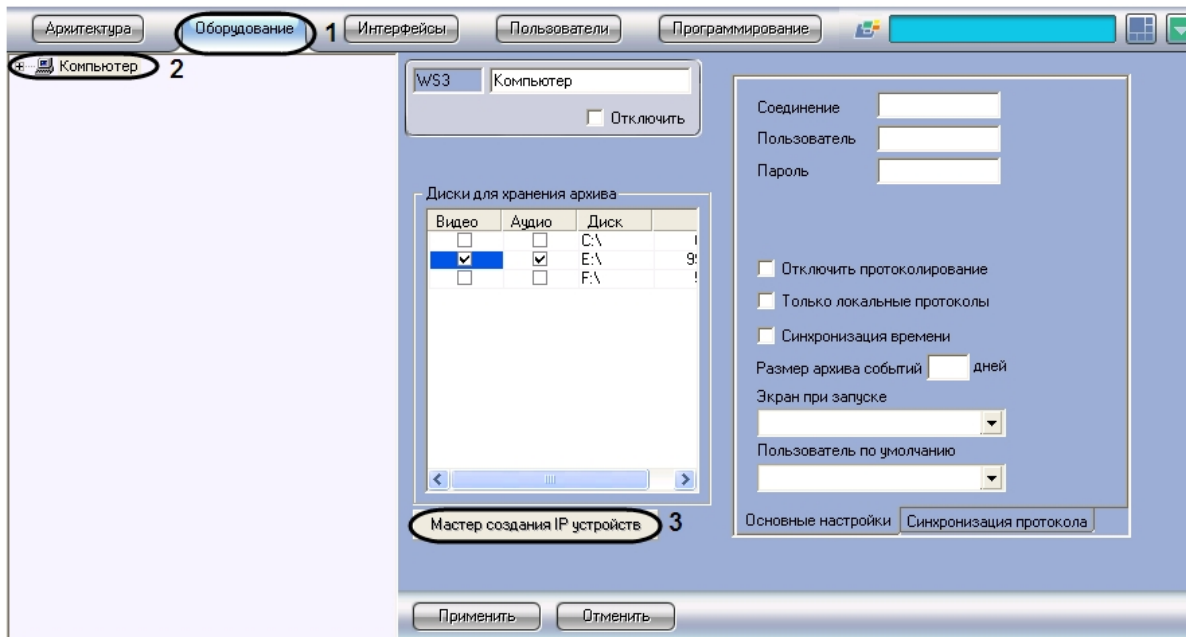 Архитектура Оборудование 1 Интерфейсы Пользователи Программирование
Компьютер 2
WS3 Компьютер
Отключить
Диски для хранения архива
Видео Аудио Диск
C:\
E:\
F:\
Мастер создания IP устройств 3
Соединение
Пользователь
Пароль
Отключить протоколирование
Только локальные протоколы
Синхронизация времени
Размер архива событий дней
Экран при запуске
Пользователь по умолчанию
Основные настройки Синхронизация протокола
Применить Отменить